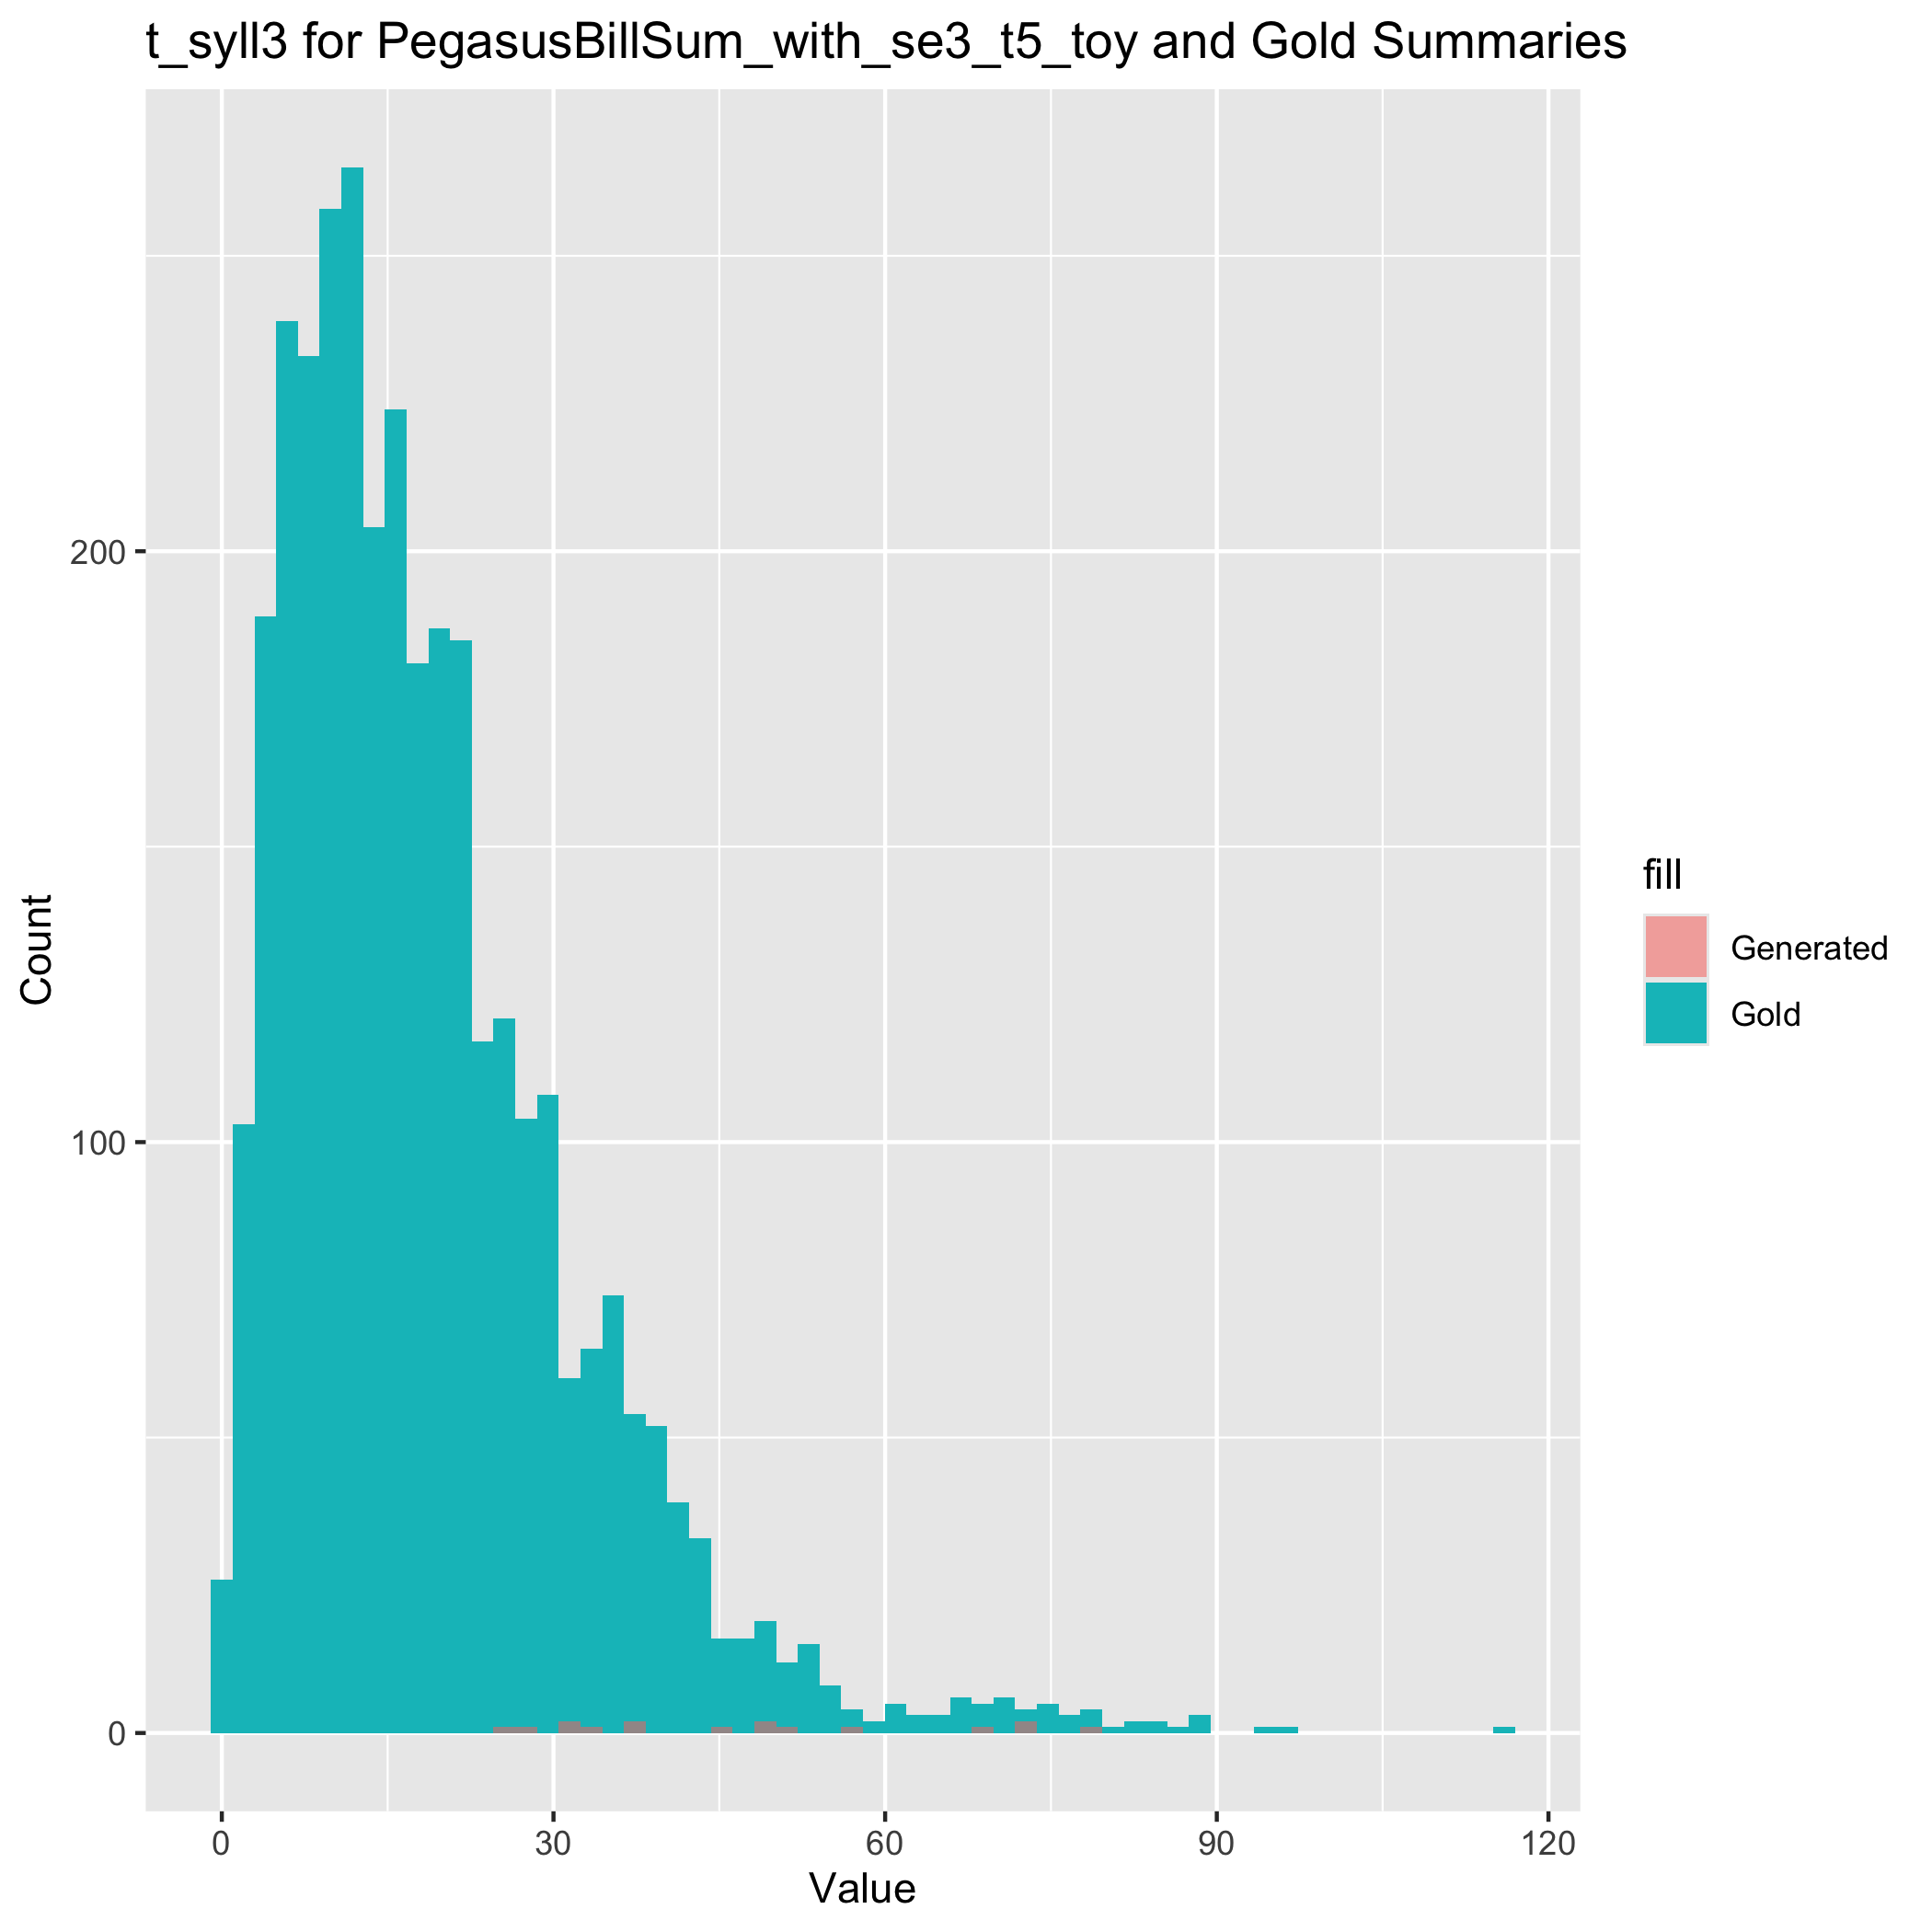 t_syll3 for PegasusBillSum_with_se3_t5_toy and Gold Summaries
Count
200
100
0
0 30 60 90 120
Value
fill
Generated
Gold